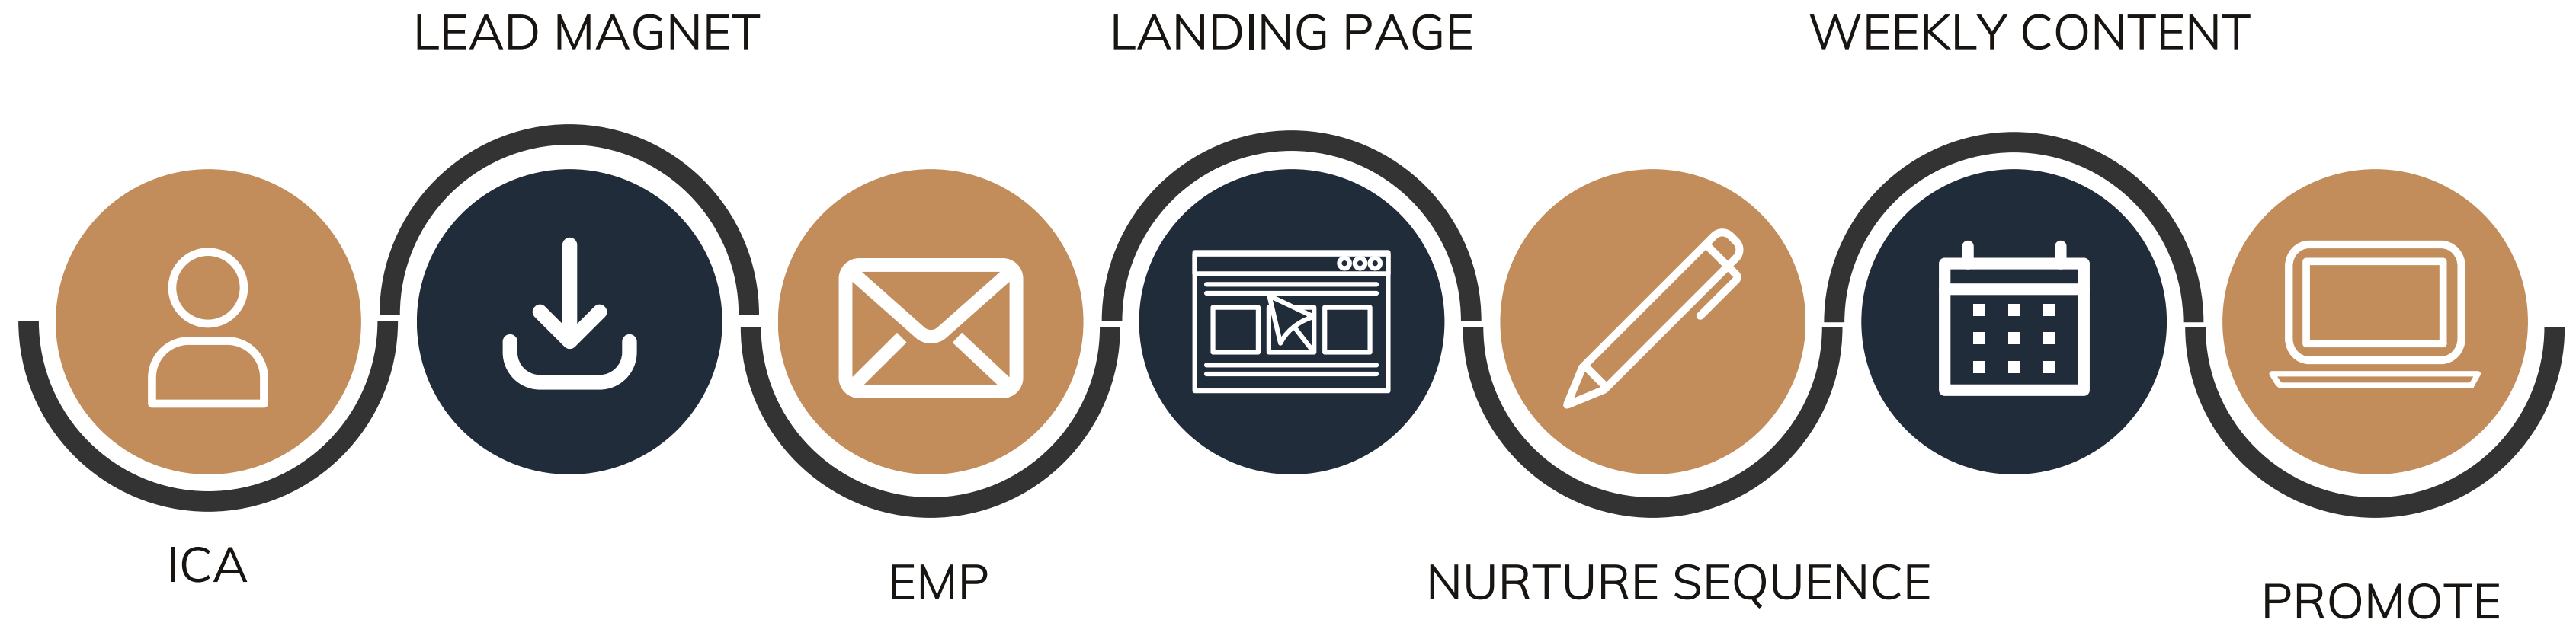 LEAD MAGNET
LANDING PAGE
WEEKLY CONTENT
ICA
EMP
NURTURE SEQUENCE
PROMOTE